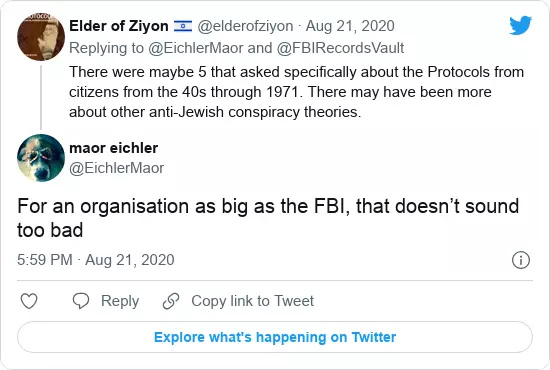 Elder of Ziyon 🇮🇱 @elderofziyon · Aug 21, 2020
Replying to @EichlerMaor and @FBIRecordsVault
There were maybe 5 that asked specifically about the Protocols from
citizens from the 40s through 1971. There may have been more
about other anti-Jewish conspiracy theories.
maor eichler
@EichlerMaor
For an organisation as big as the FBI, that doesn’t sound
too bad
5:59 PM · Aug 21, 2020
Reply Copy link to Tweet
Explore what's happening on Twitter